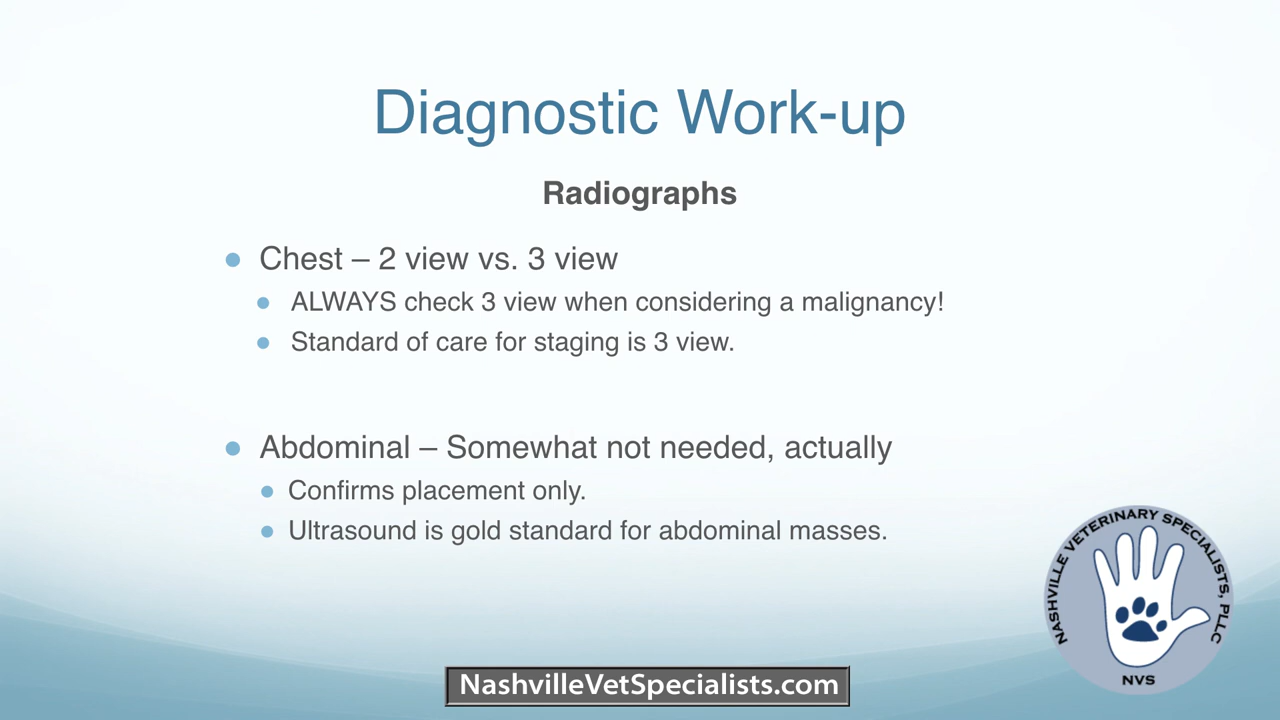 Diagnostic Work-up
Radiographs
● Chest – 2 view vs. 3 view
● ALWAYS check 3 view when considering a malignancy!
● Standard of care for staging is 3 view.
● Abdominal – Somewhat not needed, actually
● Confirms placement only.
● Ultrasound is gold standard for abdominal masses.
NASHVILLE VETERINARY SPECIALISTS, PLLC
NVS
NashvilleVetSpecialists.com